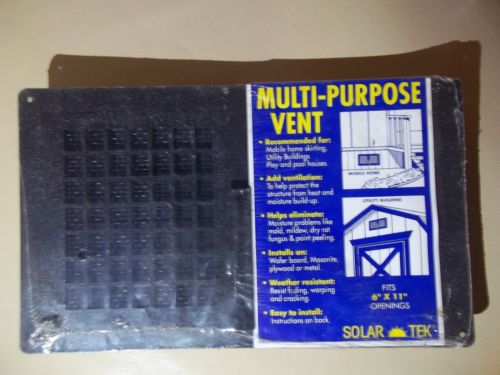 MULTI-PURPOSE
VENT
• Recommended for:
Mobile home skirting,
Utility Buildings
Play and pool houses
• Add ventilation:
To help protect the
structure from heat and
moisture build-up.
• Helps eliminate:
Moisture problems like
mold, mildew, dry rot
fungus & paint peeling.
• Installs on:
Wafer board, Masonite,
plywood or metal.
• Weather resistant:
Resist fading, warping
and cracking.
• Easy to install:
Instructions on back.
MOBILE HOME
UTILITY BUILDING
FITS
6" X 11"
OPENINGS
SOLAR TEK